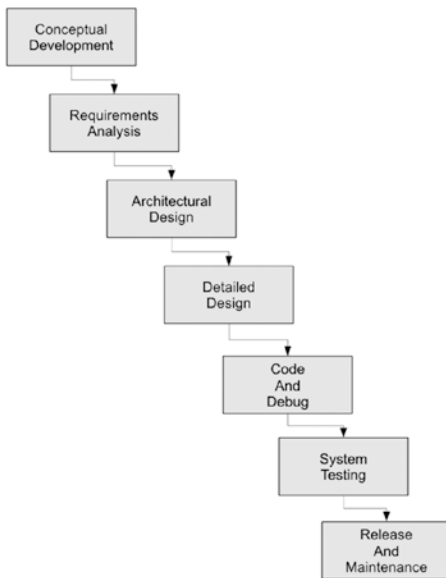 Conceptual
Development
Requirements
Analysis
Architectural
Design
Detailed
Design
Code
And
Debug
System
Testing
Release
And
Maintenance